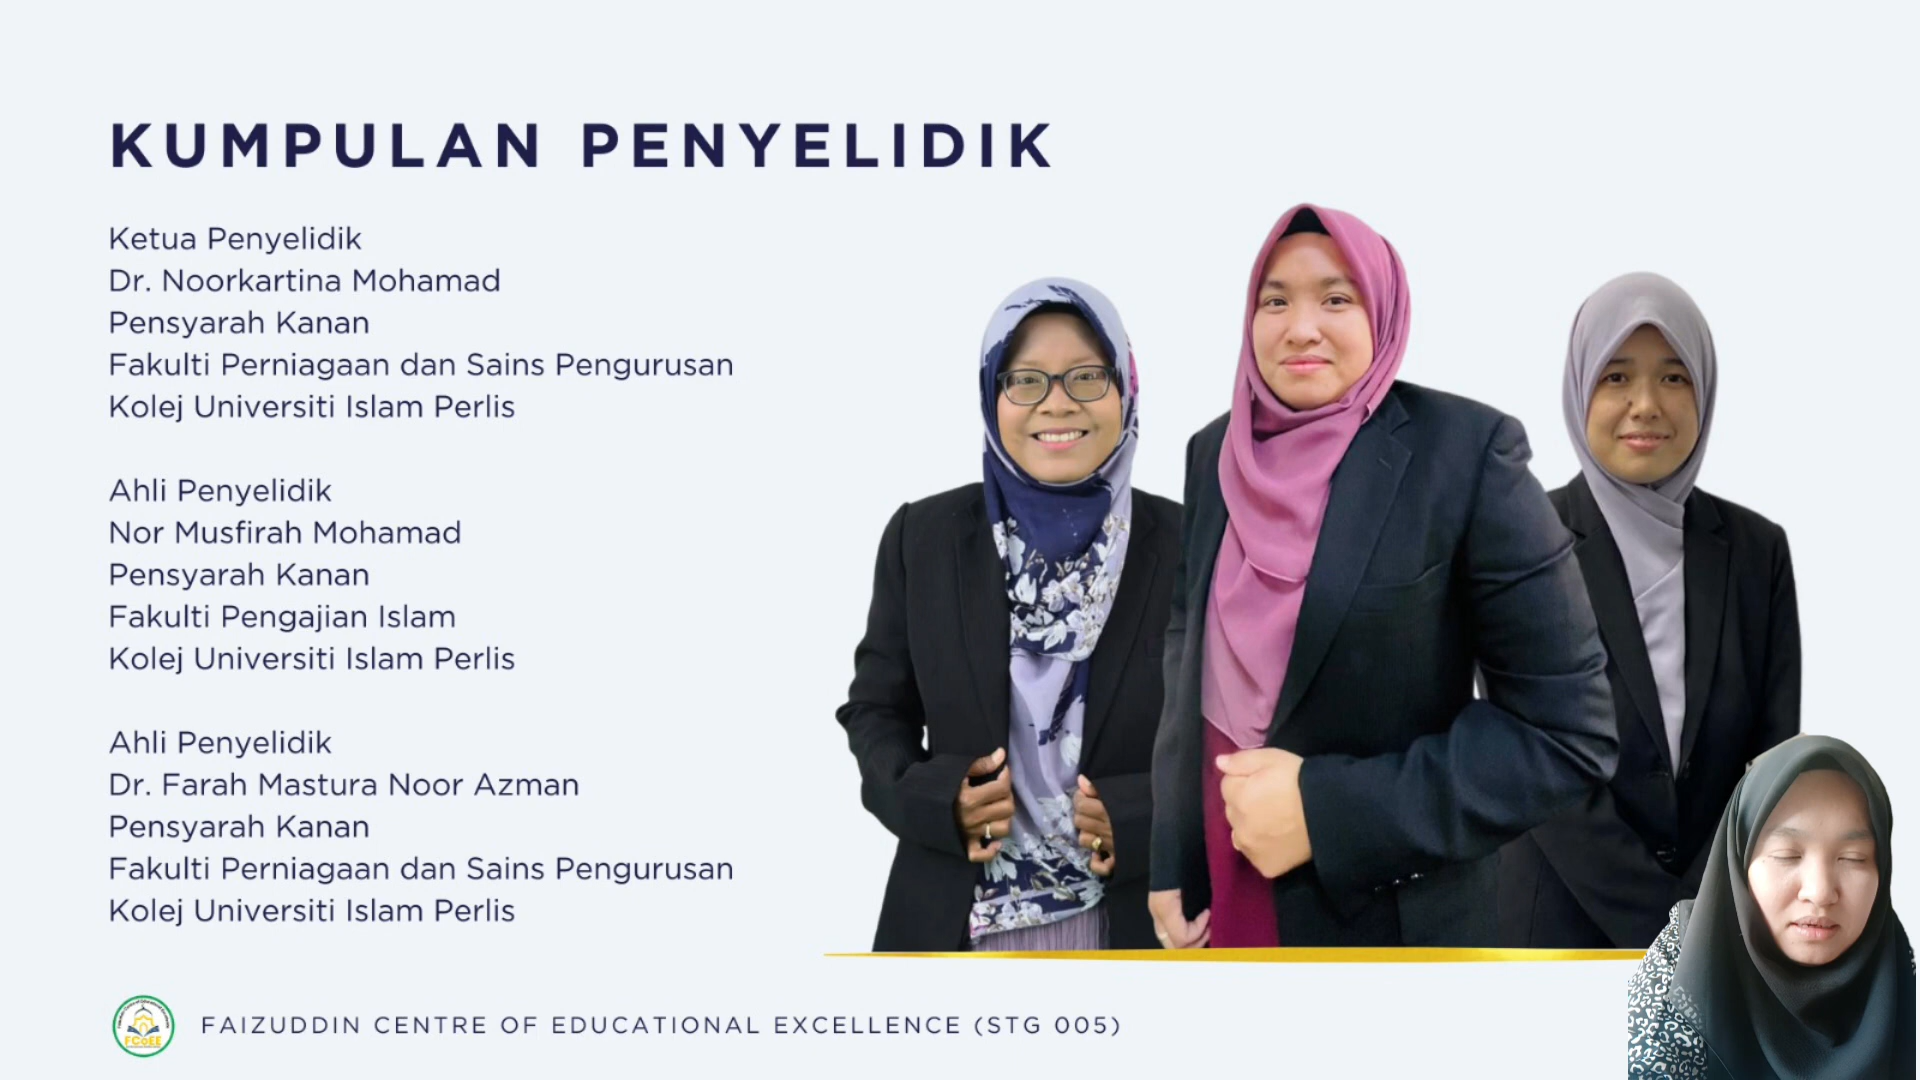 KUMPULAN PENYELIDIK
Ketua Penyelidik
Dr. Noorkartina Mohamad
Pensyarah Kanan
Fakulti Perniagaan dan Sains Pengurusan
Kolej Universiti Islam Perlis
Ahli Penyelidik
Nor Musfirah Mohamad
Pensyarah Kanan
Fakulti Pengajian Islam
Kolej Universiti Islam Perlis
Ahli Penyelidik
Dr. Farah Mastura Noor Azman
Pensyarah Kanan
Fakulti Perniagaan dan Sains Pengurusan
Kolej Universiti Islam Perlis
FCoEE
FAIZUDDIN CENTRE OF EDUCATIONAL EXCELLENCE (STG 005)